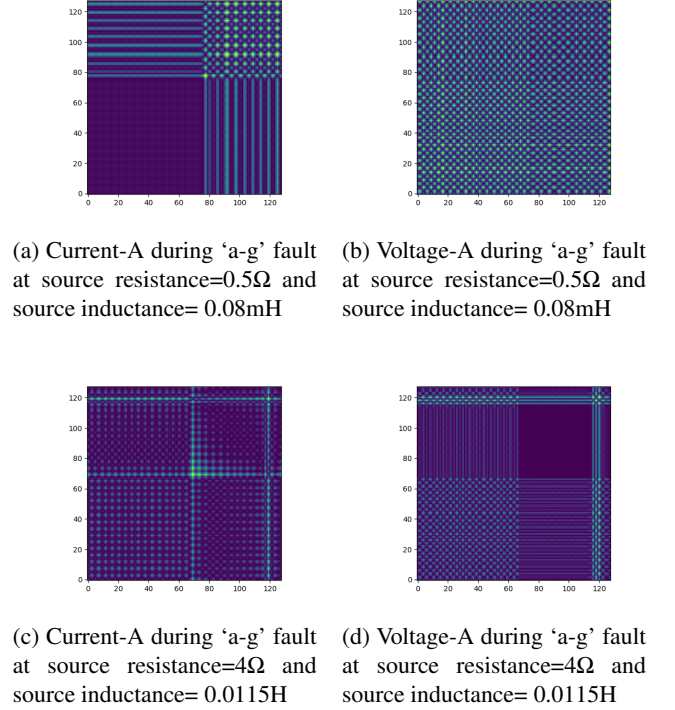 120
100
80
60
40
20
0
0 20 40 60 80 100 120
120
100
80
60
40
20
0
0 20 40 60 80 100 120
(a) Current-A during ‘a-g’ fault
at source resistance=0.5Ω and
source inductance= 0.08mH
(b) Voltage-A during ‘a-g’ fault
at source resistance=0.5Ω and
source inductance= 0.08mH
120
100
80
60
40
20
0
0 20 40 60 80 100 120
120
100
80
60
40
20
0
0 20 40 60 80 100 120
(c) Current-A during ‘a-g’ fault
at source resistance=4Ω and
source inductance= 0.0115H
(d) Voltage-A during ‘a-g’ fault
at source resistance=4Ω and
source inductance= 0.0115H